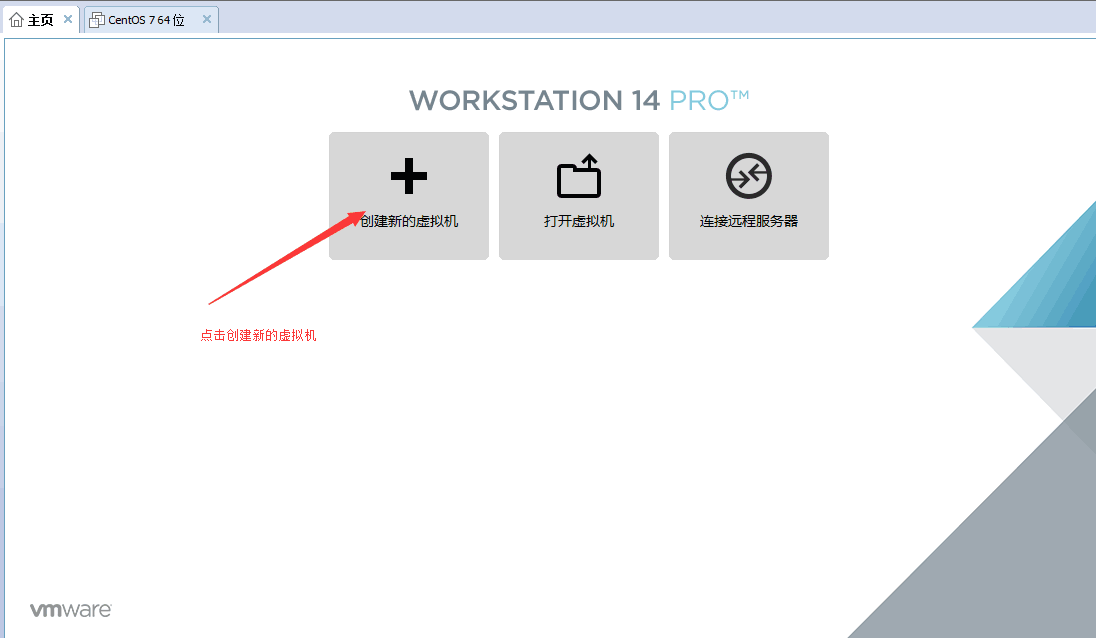 主页
CentOS 7 64 位
WORKSTATION 14 PRO™
创建新的虚拟机
打开虚拟机
连接远程服务器
点击创建新的虚拟机
vmware